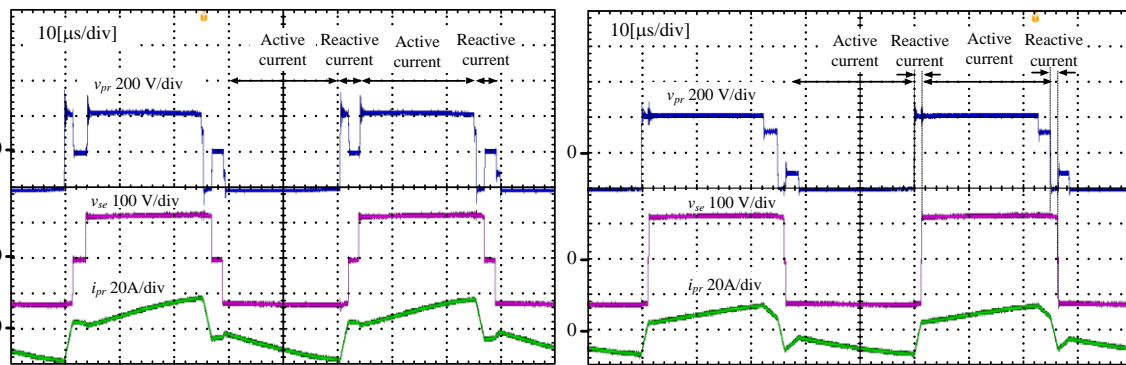 10[μs/div]
Active Reactive Active Reactive
current current current current
v_pr 200 V/div
0
v_se 100 V/div
0
i_pr 20A/div
0
10[μs/div]
Active Reactive Active Reactive
current current current current
v_pr 200 V/div
0
v_se 100 V/div
0
i_pr 20A/div
0